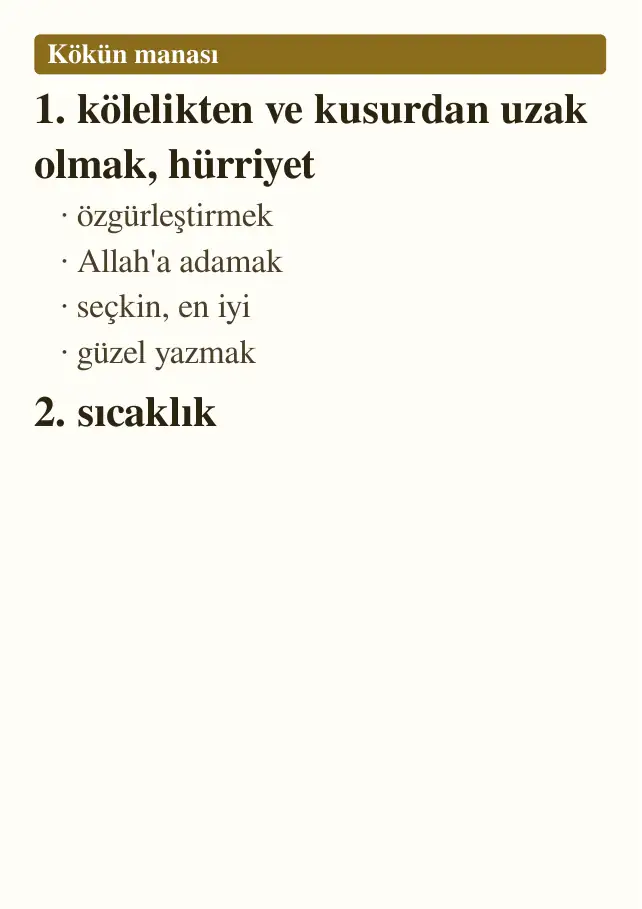 Kökün manası
1. kölelikten ve kusurdan uzak
olmak, hürriyet
· özgürleştirmek
· Allah'a adamak
· seçkin, en iyi
· güzel yazmak
2. sıcaklık